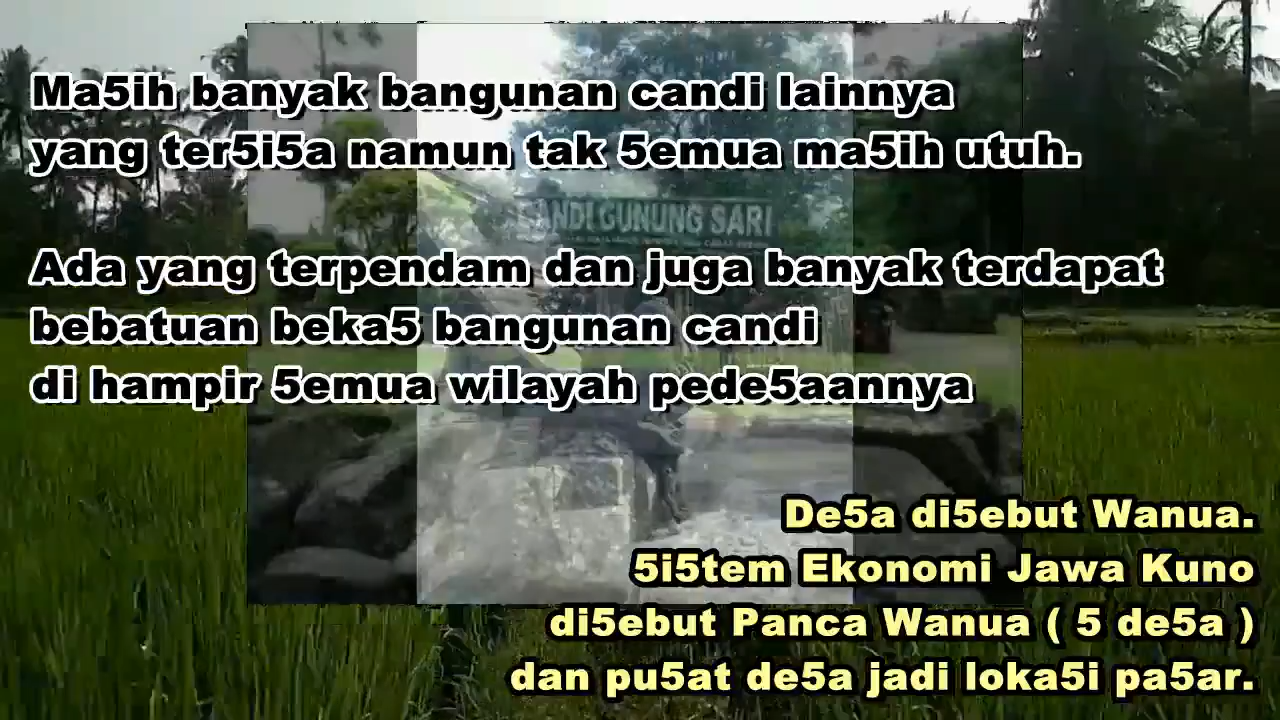 Ma5ih banyak bangunan candi lainnya
yang ter5i5a namun tak 5emua ma5ih utuh.
CANDI GUNUNG SARI
Ada yang terpendam dan juga banyak terdapat
bebatuan beka5 bangunan candi
di hampir 5emua wilayah pede5aannya
De5a di5ebut Wanua.
5i5tem Ekonomi Jawa Kuno
di5ebut Panca Wanua ( 5 de5a )
dan pu5at de5a jadi loka5i pa5ar.